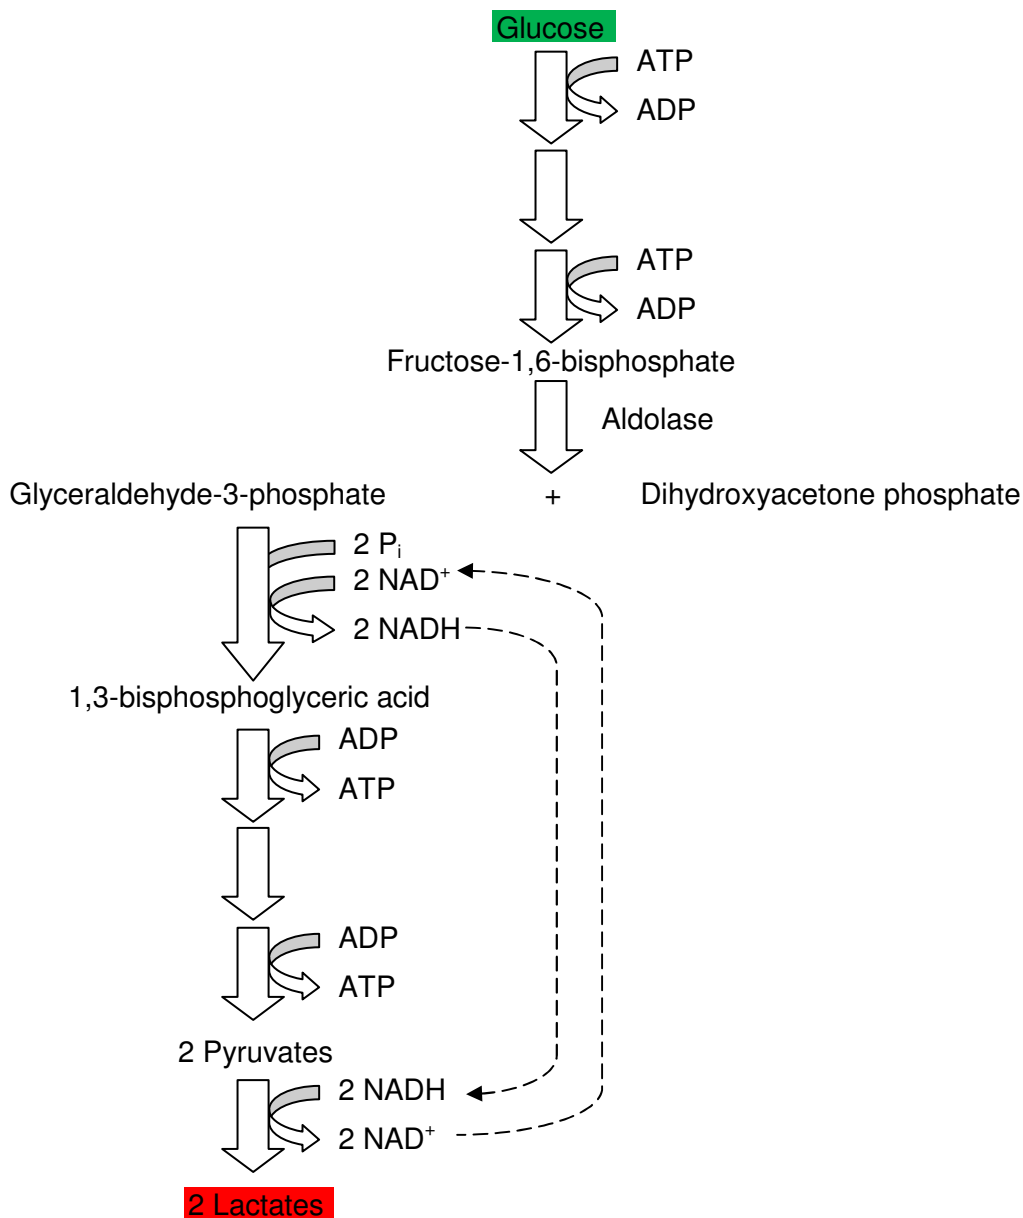 Glucose
ATP
ADP
ATP
ADP
Fructose-1,6-bisphosphate
Aldolase
Glyceraldehyde-3-phosphate + Dihydroxyacetone phosphate
2 Pᵢ
2 NAD⁺
2 NADH
1,3-bisphosphoglyceric acid
ADP
ATP
ADP
ATP
2 Pyruvates
2 NADH
2 NAD⁺
2 Lactates